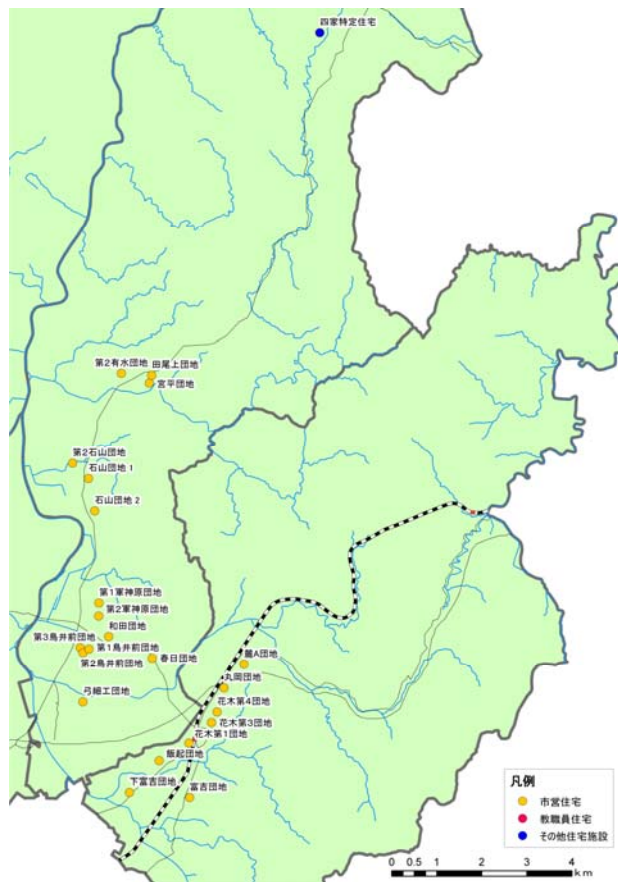 四家特定住宅
第2有水団地
田尾上団地
宮平団地
第2石山団地
石山団地 1
石山団地 2
第1軍神原団地
第2軍神原団地
和田団地
第3鳥井前団地
第1鳥井前団地
第2鳥井前団地
春日団地
弓細工団地
麓A団地
丸岡団地
花木第4団地
花木第3団地
花木第1団地
飯起団地
下富吉団地
富吉団地
凡例
市営住宅
教職員住宅
その他住宅施設
0 0.5 1 2 3 4
km